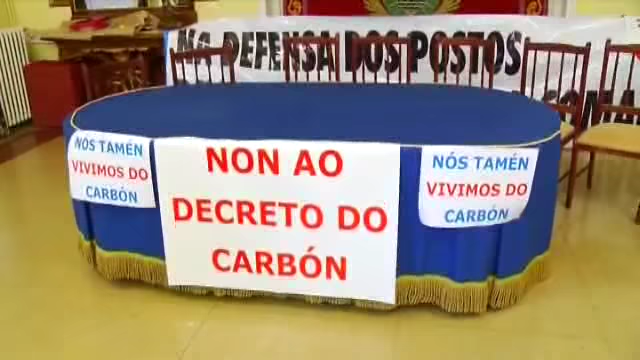 NA DEFENSA DOS POSTOS
NÓS TAMÉN
VIVIMOS DO
CARBÓN
NON AO
DECRETO DO
CARBÓN
NÓS TAMÉN
VIVIMOS DO
CARBÓN